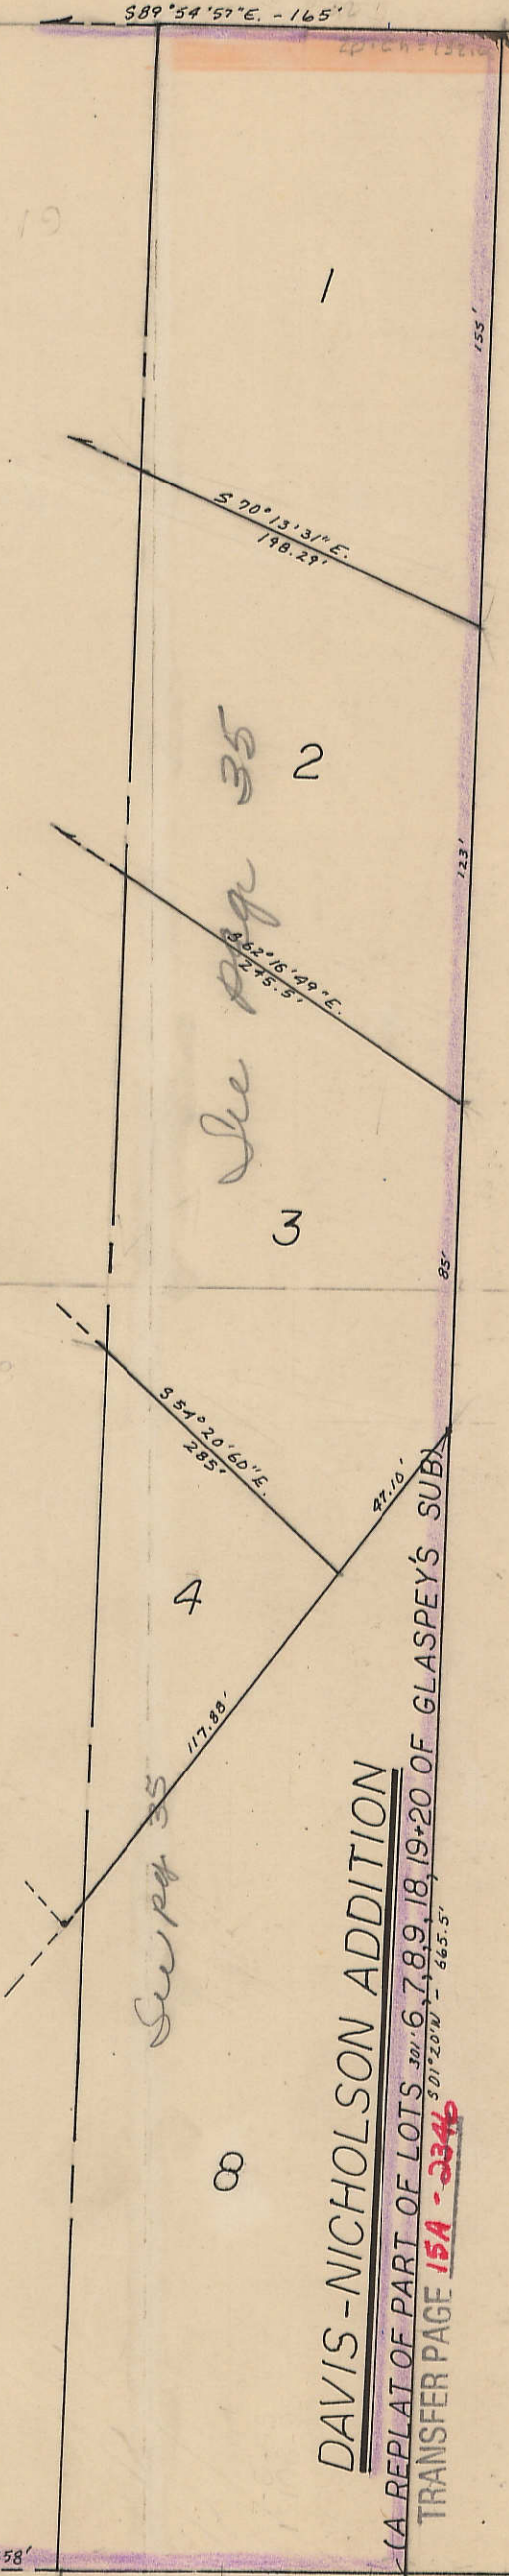 S89°54'57"E. - 165'
1
155'
S 70°13'31"E.
198.29'
2
See page 35
123'
S 62°16'49"E.
245.5'
3
85'
S 54°20'60"E.
285'
47.10'
4
117.88'
See pg 35
8
DAVIS-NICHOLSON ADDITION
(A REPLAT OF PART OF LOTS 6,7,8,9,18,19+20 OF GLASPEY'S SUB)
301'
S 01°20'W - 665.5'
TRANSFER PAGE 15A - 2346
58'